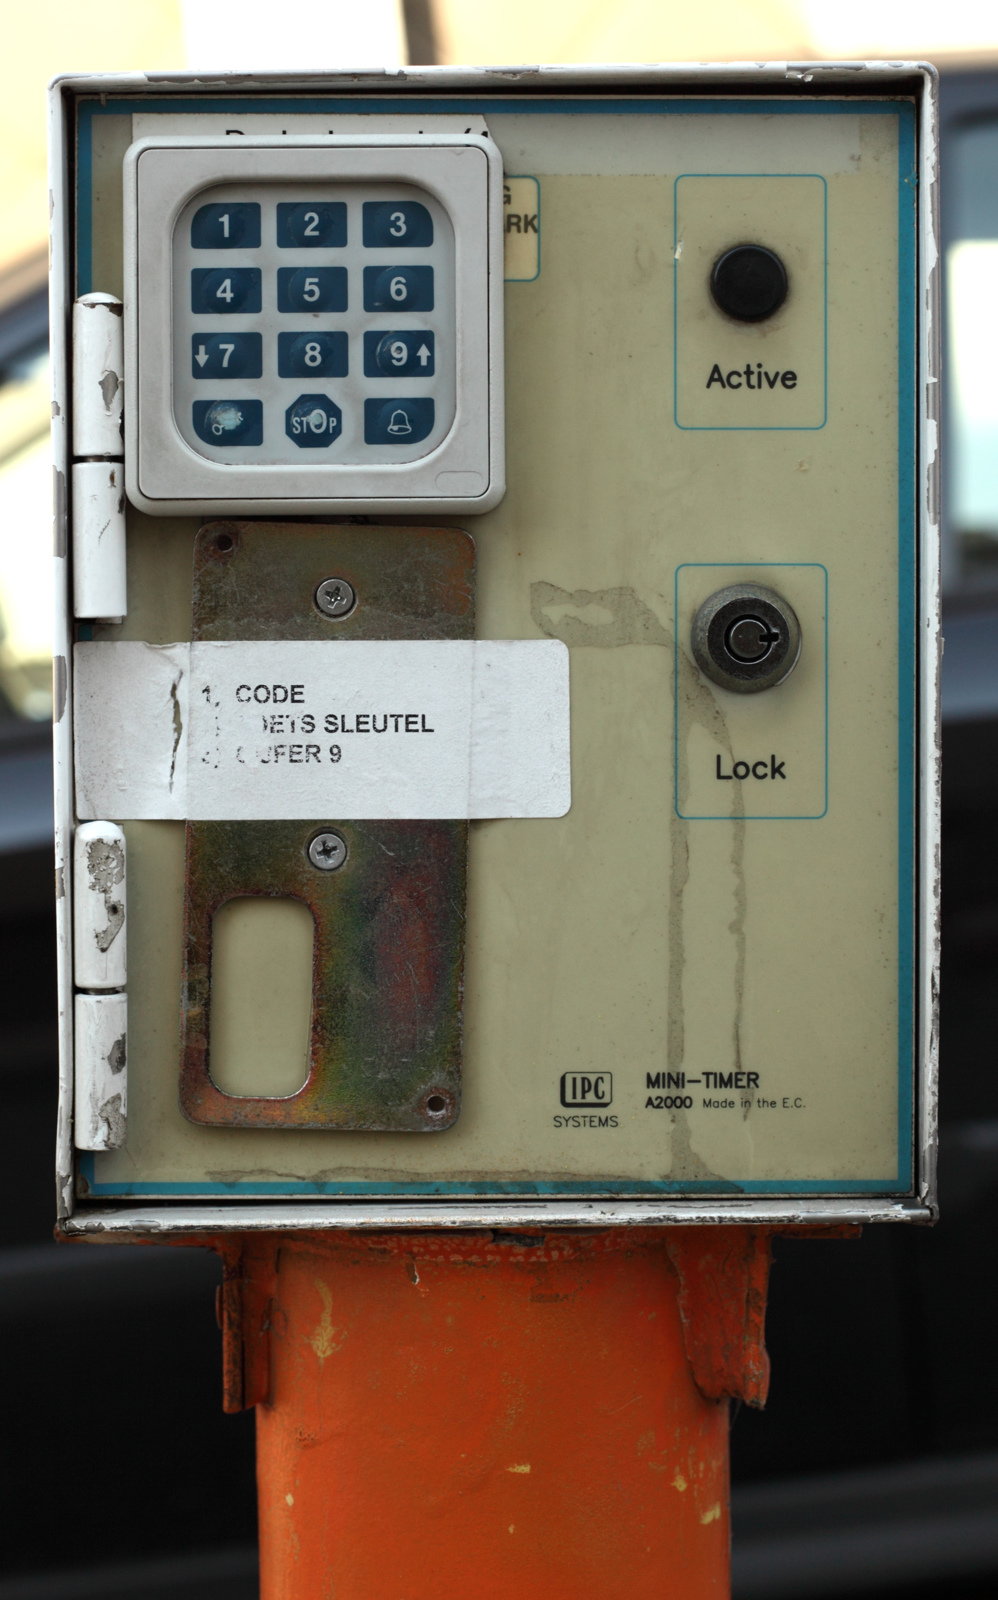 1 2 3
4 5 6
7 8 9
STOP
Active
1. CODE
SLEUTEL
9
Lock
IPC
SYSTEMS
MINI-TIMER
A2000 Made in the E.C.